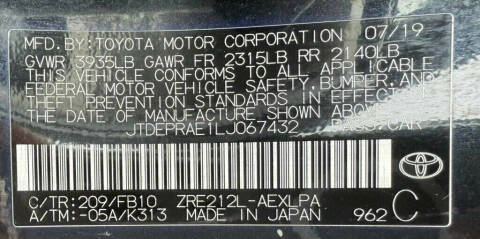 MFD.BY:TOYOTA MOTOR CORPORATION 07/19
GVWR 3935LB GAWR FR 2315LB RR 2140LB
THIS VEHICLE CONFORMS TO ALL APPLICABLE
FEDERAL MOTOR VEHICLE SAFETY,BUMPER,AND
THEFT PREVENTION STANDARDS IN EFFECT ON
THE DATE OF MANUFACTURE SHOWN ABOVE.
JTDEPRAE1LJ067432 PASS.CAR
TOYOTA
C/TR:209/FB10 ZRE212L-AEXLPA
A/TM:-05A/K313 MADE IN JAPAN 962 C